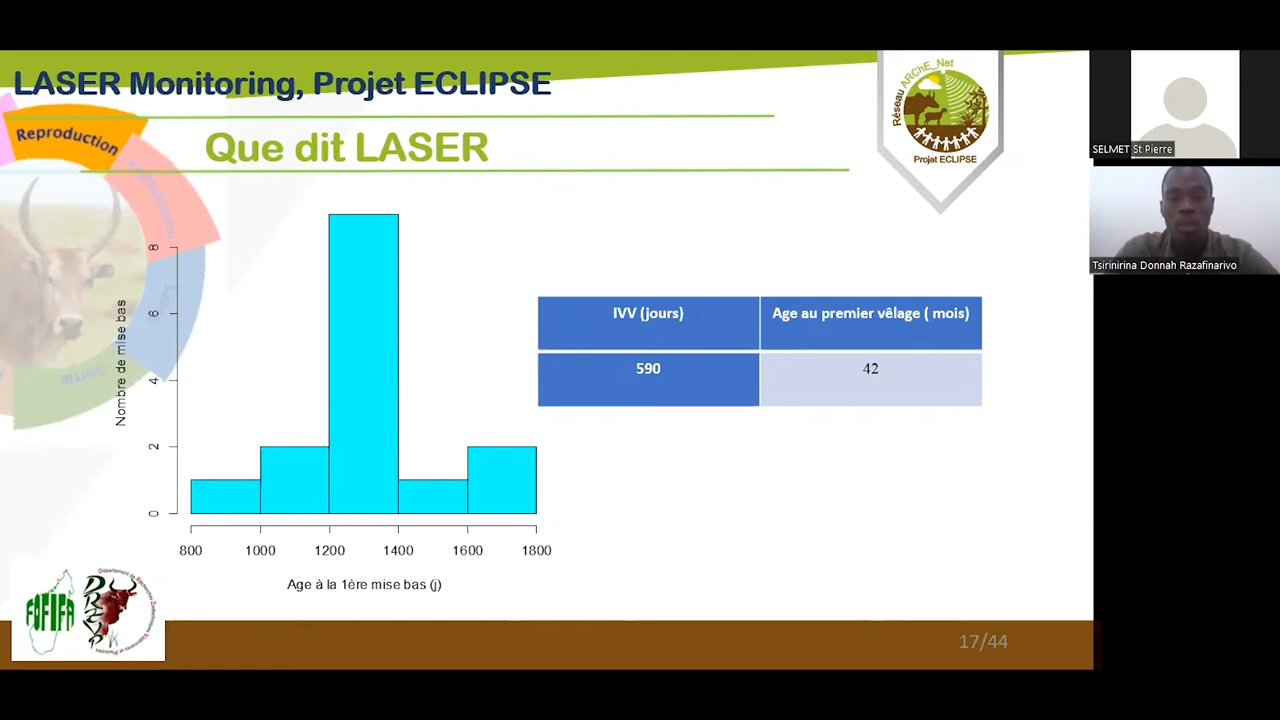 LASER Monitoring, Projet ECLIPSE
Que dit LASER
Reproduction
Sortie
Réseau ARChE_Net
Projet ECLIPSE
SELMET St Pierre
Tsirinirina Donnah Razafinarivo
Nombre de mise bas
0 2 4 6 8
800 1000 1200 1400 1600 1800
Age à la 1ère mise bas (j)
IVV (jours) Age au premier vêlage ( mois)
590 42
FOFIFA
DRZVP
17/44